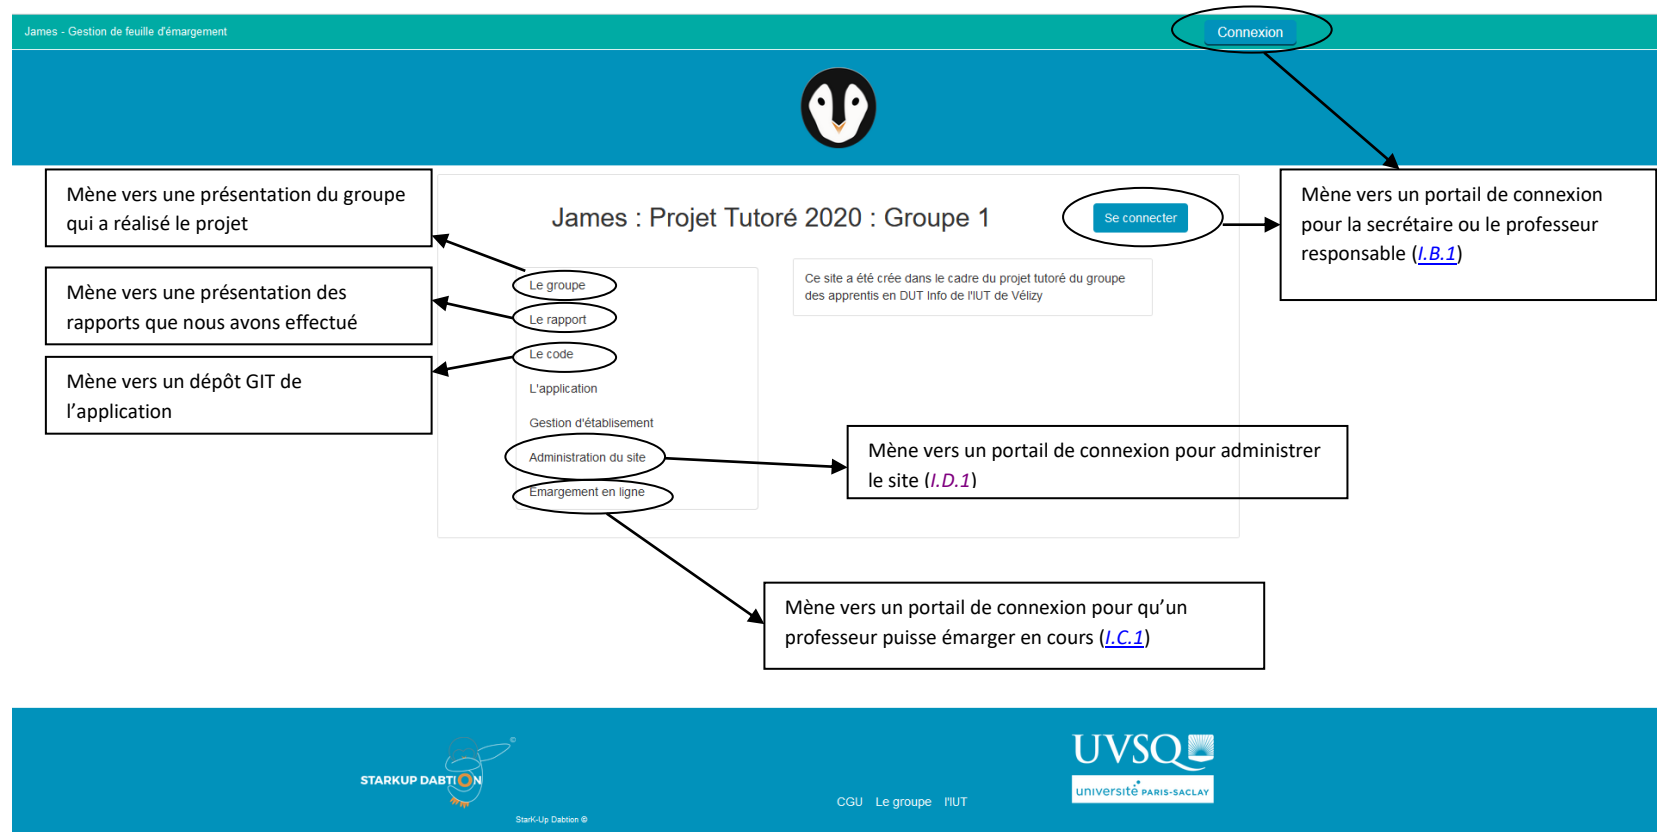 James - Gestion de feuille d'émargement
Connexion
Mène vers une présentation du groupe
qui a réalisé le projet
James : Projet Tutoré 2020 : Groupe 1
Se connecter
Mène vers un portail de connexion
pour la secrétaire ou le professeur
responsable (I.B.1)
Mène vers une présentation des
rapports que nous avons effectué
Mène vers un dépôt GIT de
l'application
Le groupe
Le rapport
Le code
L'application
Gestion d'établisement
Administration du site
Emargement en ligne
Ce site a été crée dans le cadre du projet tutoré du groupe
des apprentis en DUT Info de l'IUT de Vélizy
Mène vers un portail de connexion pour administrer
le site (I.D.1)
Mène vers un portail de connexion pour qu'un
professeur puisse émarger en cours (I.C.1)
©
STARKUP DABTION
StarK-Up Dabtion ©
CGU Le groupe l'IUT
UVSQ
université PARIS-SACLAY